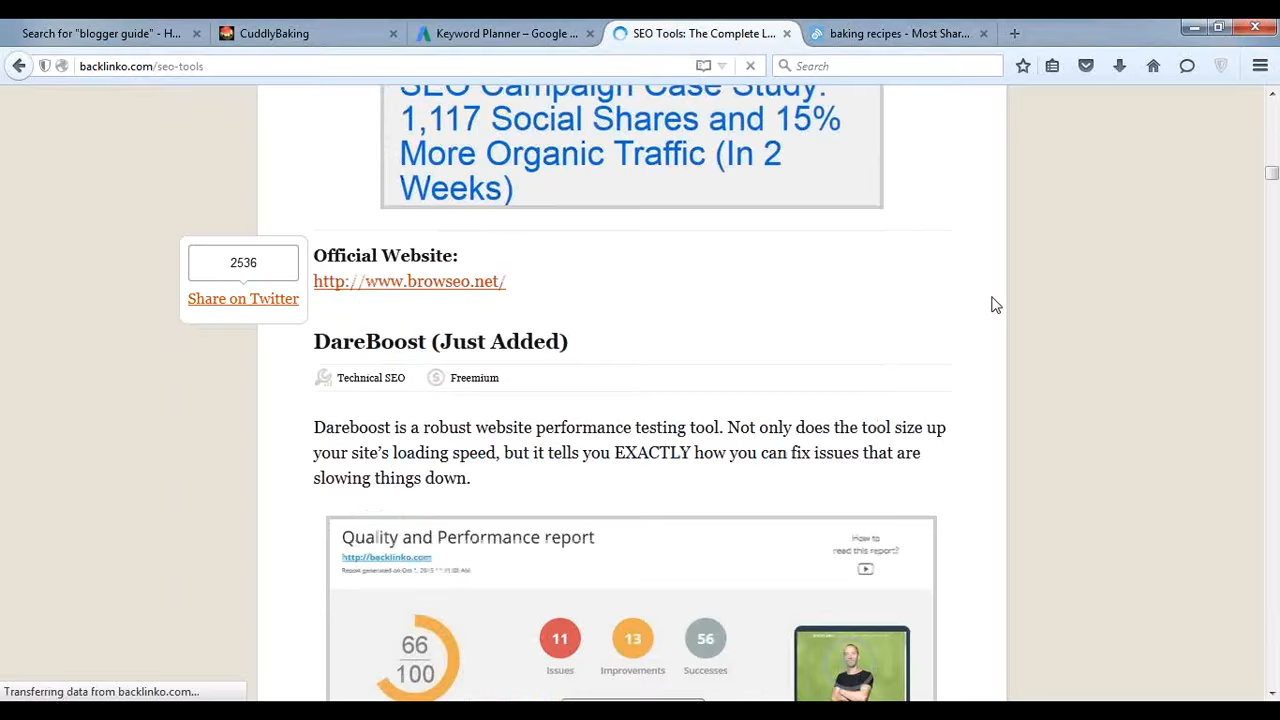 Search for "blogger guide" - H...
CuddlyBaking
Keyword Planner – Google ...
SEO Tools: The Complete L...
baking recipes - Most Shar...
backlinko.com/seo-tools
Search
SEO Campaign Case Study:
1,117 Social Shares and 15%
More Organic Traffic (In 2
Weeks)
2536
Share on Twitter
Official Website:
http://www.browseo.net/
DareBoost (Just Added)
Technical SEO
Freemium
Dareboost is a robust website performance testing tool. Not only does the tool size up
your site's loading speed, but it tells you EXACTLY how you can fix issues that are
slowing things down.
Quality and Performance report
http://backlinko.com
How to
read this report?
66
100
11
Issues
13
Improvements
56
Successes
Transferring data from backlinko.com...